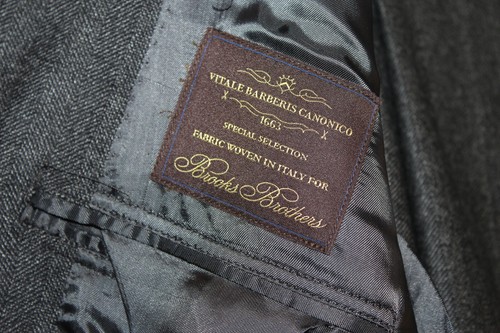 VITALE BARBERIS CANONICO
1663
SPECIAL SELECTION
FABRIC WOVEN IN ITALY FOR
Brooks Brothers